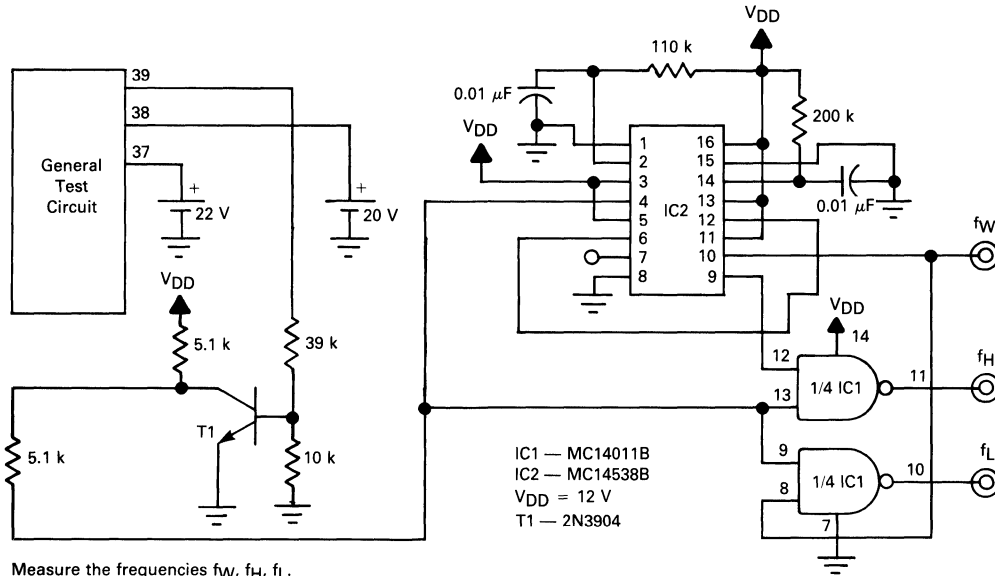 39
38
37
General
Test
Circuit
+
22 V
+
20 V
VDD
5.1 k
39 k
T1
5.1 k
10 k
VDD
110 k
0.01 μF
VDD
200 k
1
2
3
4
5
6
7
8
IC2
16
15
14
13
12
11
10
9
0.01 μF
fW
VDD
14
12
13
1/4 IC1
11
fH
9
8
1/4 IC1
10
fL
7
IC1 — MC14011B
IC2 — MC14538B
VDD = 12 V
T1 — 2N3904
Measure the frequencies fW, fH, fL.